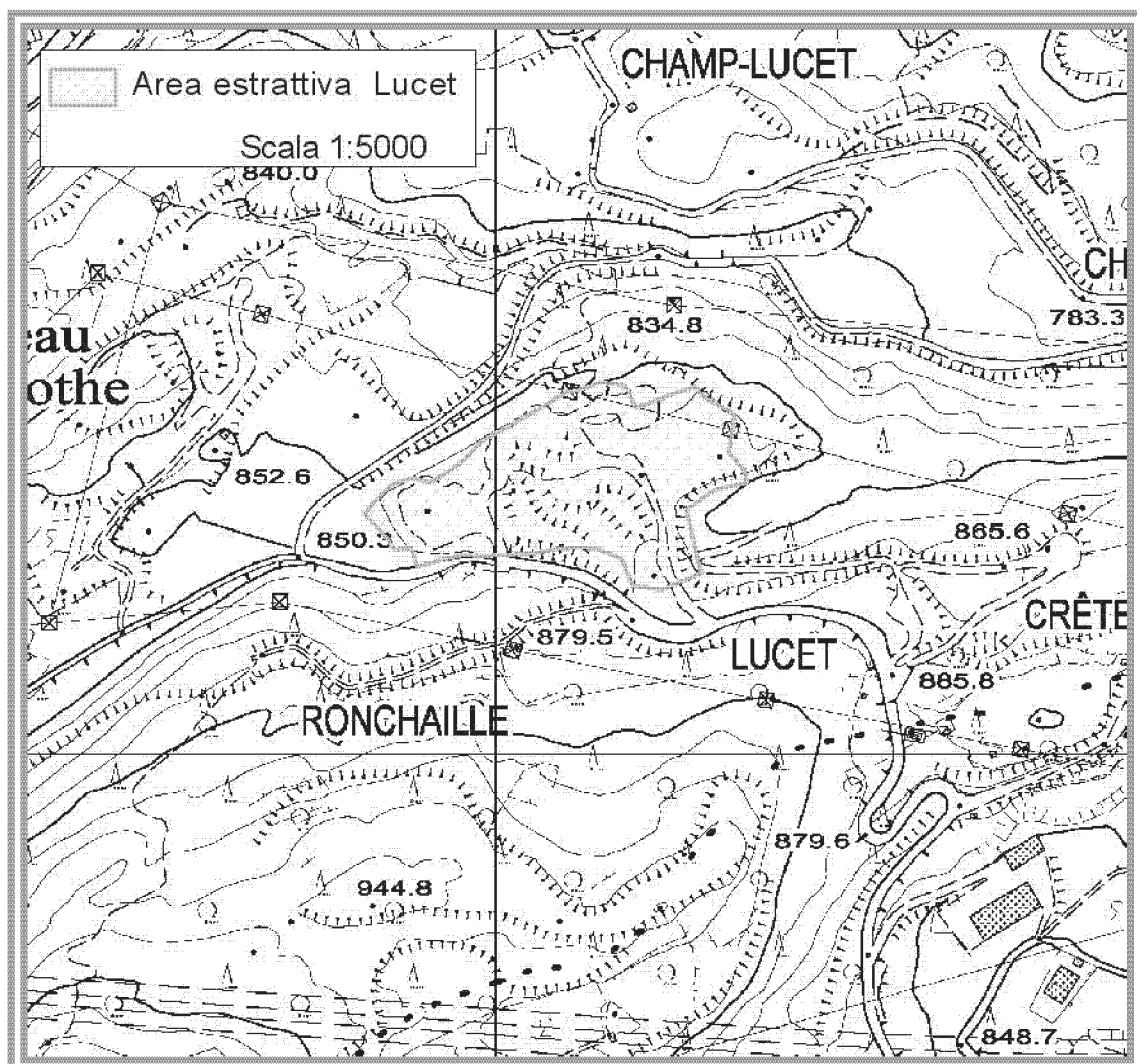 Area estrattiva Lucet
Scala 1:5000
CHAMP-LUCET
840.0
CH
783.3
834.8
eau
othe
852.6
850.3
865.6
CRÊTE
879.5
LUCET
885.8
RONCHAILLE
879.6
944.8
848.7